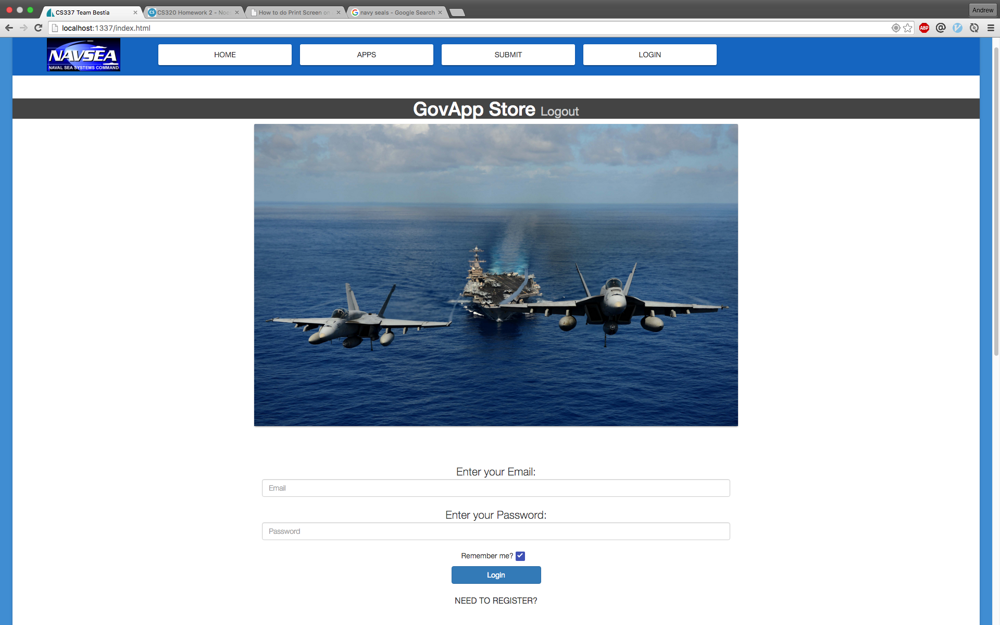 CS337 Team Bestia
CS320 Homework 2 - Noe
How to do Print Screen on
navy seals - Google Search
Andrew
localhost:1337/index.html
ABP
NAVSEA
NAVAL SEA SYSTEMS COMMAND
HOME
APPS
SUBMIT
LOGIN
GovApp Store Logout
Enter your Email:
Email
Enter your Password:
Password
Remember me?
Login
NEED TO REGISTER?